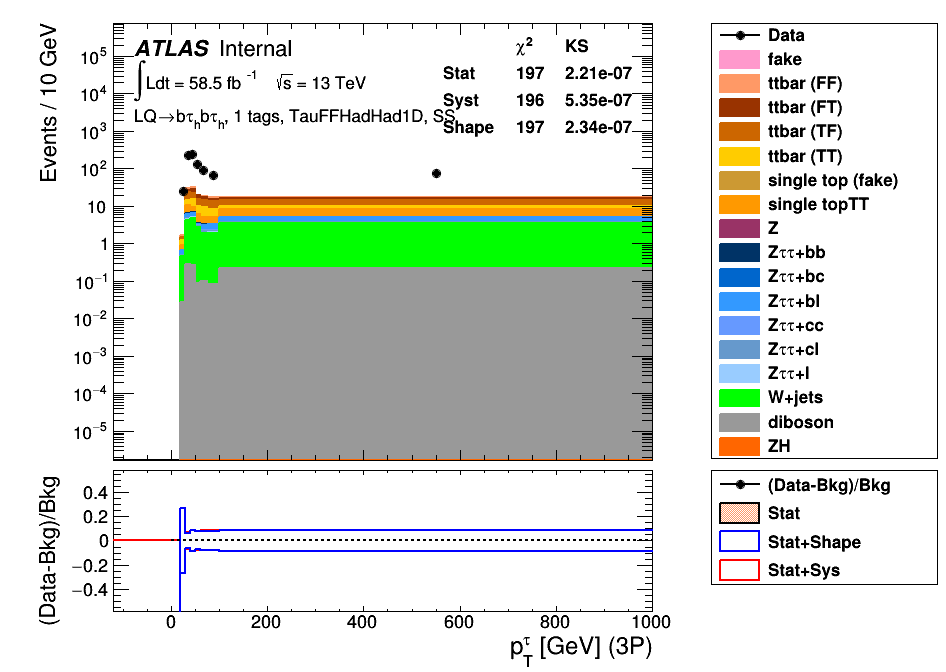 Events / 10 GeV
10⁵
10⁴
10³
10²
10
1
10⁻¹
10⁻²
10⁻³
10⁻⁴
10⁻⁵
ATLAS Internal
∫Ldt = 58.5 fb⁻¹ √s = 13 TeV
LQ→bτₕbτₕ, 1 tags, TauFFHadHad1D, SS,
χ² KS
Stat 197 2.21e-07
Syst 196 5.35e-07
Shape 197 2.34e-07
Data
fake
ttbar (FF)
ttbar (FT)
ttbar (TF)
ttbar (TT)
single top (fake)
single topTT
Z
Zττ+bb
Zττ+bc
Zττ+bl
Zττ+cc
Zττ+cl
Zττ+l
W+jets
diboson
ZH
(Data-Bkg)/Bkg
0.4
0.2
0
−0.2
−0.4
0 200 400 600 800 1000
p_T^τ [GeV] (3P)
(Data-Bkg)/Bkg
Stat
Stat+Shape
Stat+Sys